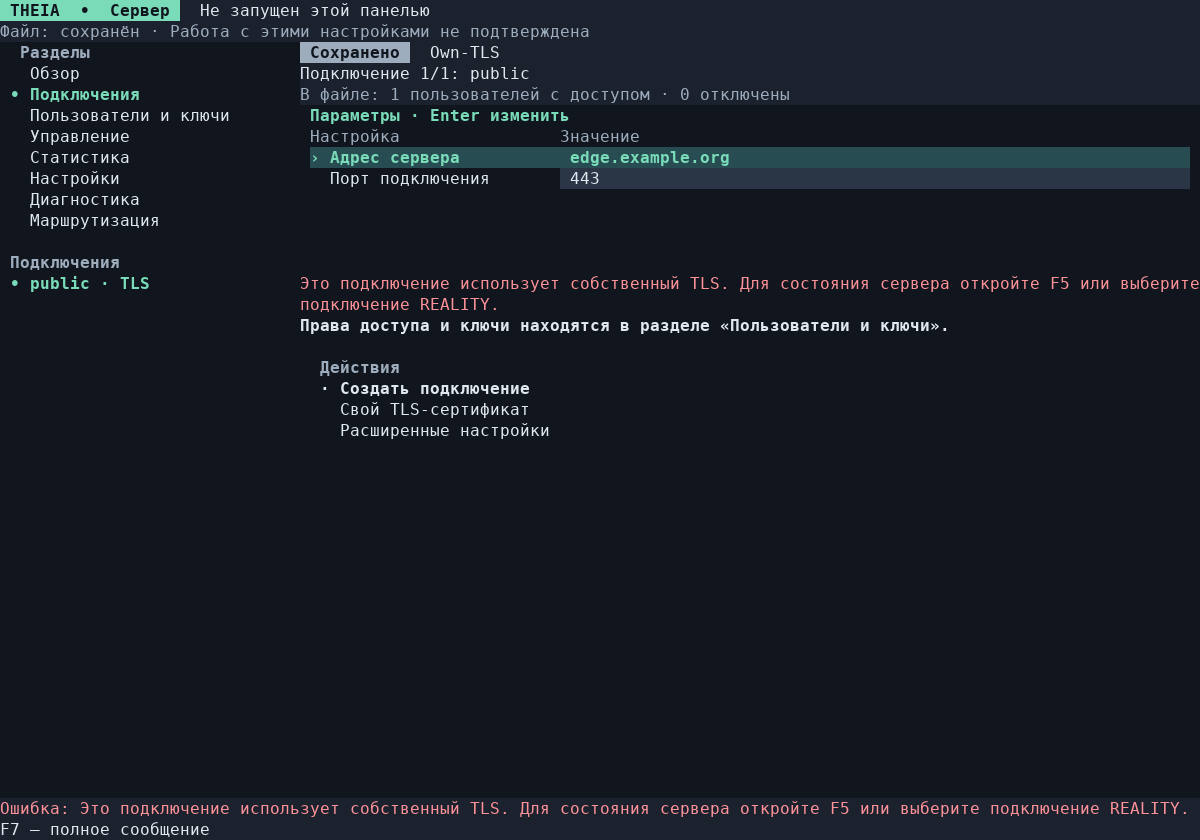 THEIA • Сервер Не запущен этой панелью
Файл: сохранён · Работа с этими настройками не подтверждена
Разделы
Обзор
• Подключения
Пользователи и ключи
Управление
Статистика
Настройки
Диагностика
Маршрутизация
Подключения
• public · TLS
Сохранено Own-TLS
Подключение 1/1: public
В файле: 1 пользователей с доступом · 0 отключены
Параметры · Enter изменить
Настройка Значение
› Адрес сервера edge.example.org
Порт подключения 443
Это подключение использует собственный TLS. Для состояния сервера откройте F5 или выберите
подключение REALITY.
Права доступа и ключи находятся в разделе «Пользователи и ключи».
Действия
· Создать подключение
Свой TLS-сертификат
Расширенные настройки
Ошибка: Это подключение использует собственный TLS. Для состояния сервера откройте F5 или выберите подключение REALITY.
F7 — полное сообщение